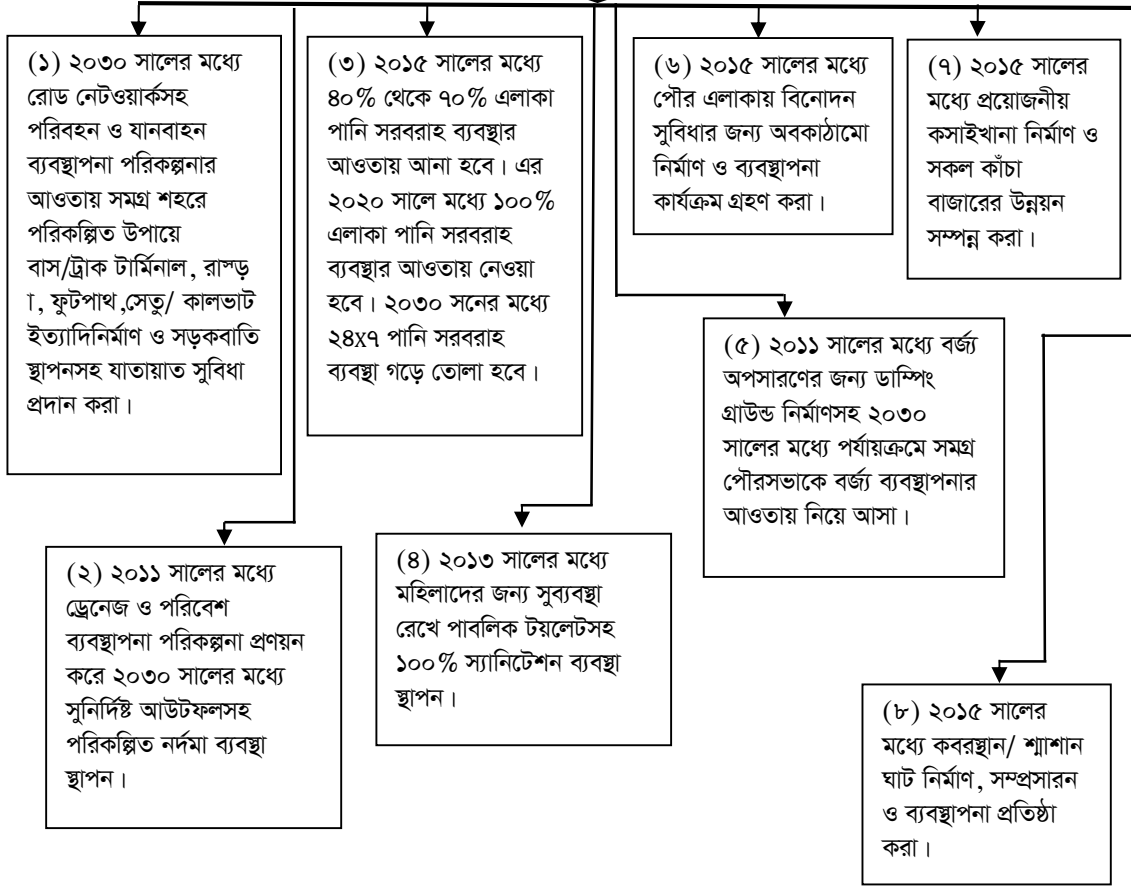 (১) ২০৩০ সালের মধ্যে
রোড নেটওয়ার্কসহ
পরিবহন ও যানবাহন
ব্যবস্থাপনা পরিকল্পনার
আওতায় সমগ্র শহরে
পরিকল্পিত উপায়ে
বাস/ট্রাক টার্মিনাল, রাস্ড়
া, ফুটপাথ,সেতু/ কালভাট
ইত্যাদিনির্মাণ ও সড়কবাতি
স্থাপনসহ যাতায়াত সুবিধা
প্রদান করা।
(২) ২০১১ সালের মধ্যে
ড্রেনেজ ও পরিবেশ
ব্যবস্থাপনা পরিকল্পনা প্রণয়ন
করে ২০৩০ সালের মধ্যে
সুনির্দিষ্ট আউটফলসহ
পরিকল্পিত নর্দমা ব্যবস্থা
স্থাপন।
(৩) ২০১৫ সালের মধ্যে
৪০% থেকে ৭০% এলাকা
পানি সরবরাহ ব্যবস্থার
আওতায় আনা হবে। এর
২০২০ সালে মধ্যে ১০০%
এলাকা পানি সরবরাহ
ব্যবস্থার আওতায় নেওয়া
হবে। ২০৩০ সনের মধ্যে
২৪x৭ পানি সরবরাহ
ব্যবস্থা গড়ে তোলা হবে।
(৪) ২০১৩ সালের মধ্যে
মহিলাদের জন্য সুব্যবস্থা
রেখে পাবলিক টয়লেটসহ
১০০% স্যানিটেশন ব্যবস্থা
স্থাপন।
(৫) ২০১১ সালের মধ্যে বর্জ্য
অপসারণের জন্য ডাম্পিং
গ্রাউন্ড নির্মাণসহ ২০৩০
সালের মধ্যে পর্যায়ক্রমে সমগ্র
পৌরসভাকে বর্জ্য ব্যবস্থাপনার
আওতায় নিয়ে আসা।
(৬) ২০১৫ সালের মধ্যে
পৌর এলাকায় বিনোদন
সুবিধার জন্য অবকাঠামো
নির্মাণ ও ব্যবস্থাপনা
কার্যক্রম গ্রহণ করা।
(৭) ২০১৫ সালের
মধ্যে প্রয়োজনীয়
কসাইখানা নির্মাণ ও
সকল কাঁচা
বাজারের উন্নয়ন
সম্পন্ন করা।
(৮) ২০১৫ সালের
মধ্যে কবরস্থান/ শ্মাশান
ঘাট নির্মাণ, সম্প্রসারন
ও ব্যবস্থাপনা প্রতিষ্ঠা
করা।